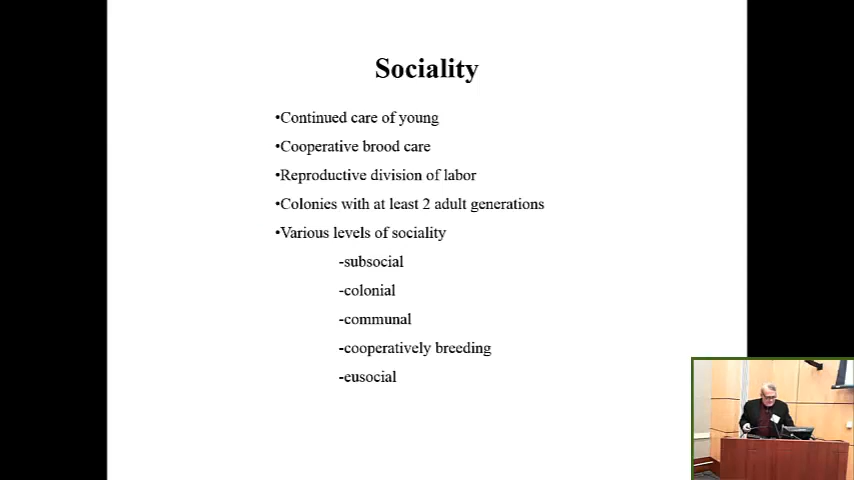 Sociality
•Continued care of young
•Cooperative brood care
•Reproductive division of labor
•Colonies with at least 2 adult generations
•Various levels of sociality
-subsocial
-colonial
-communal
-cooperatively breeding
-eusocial